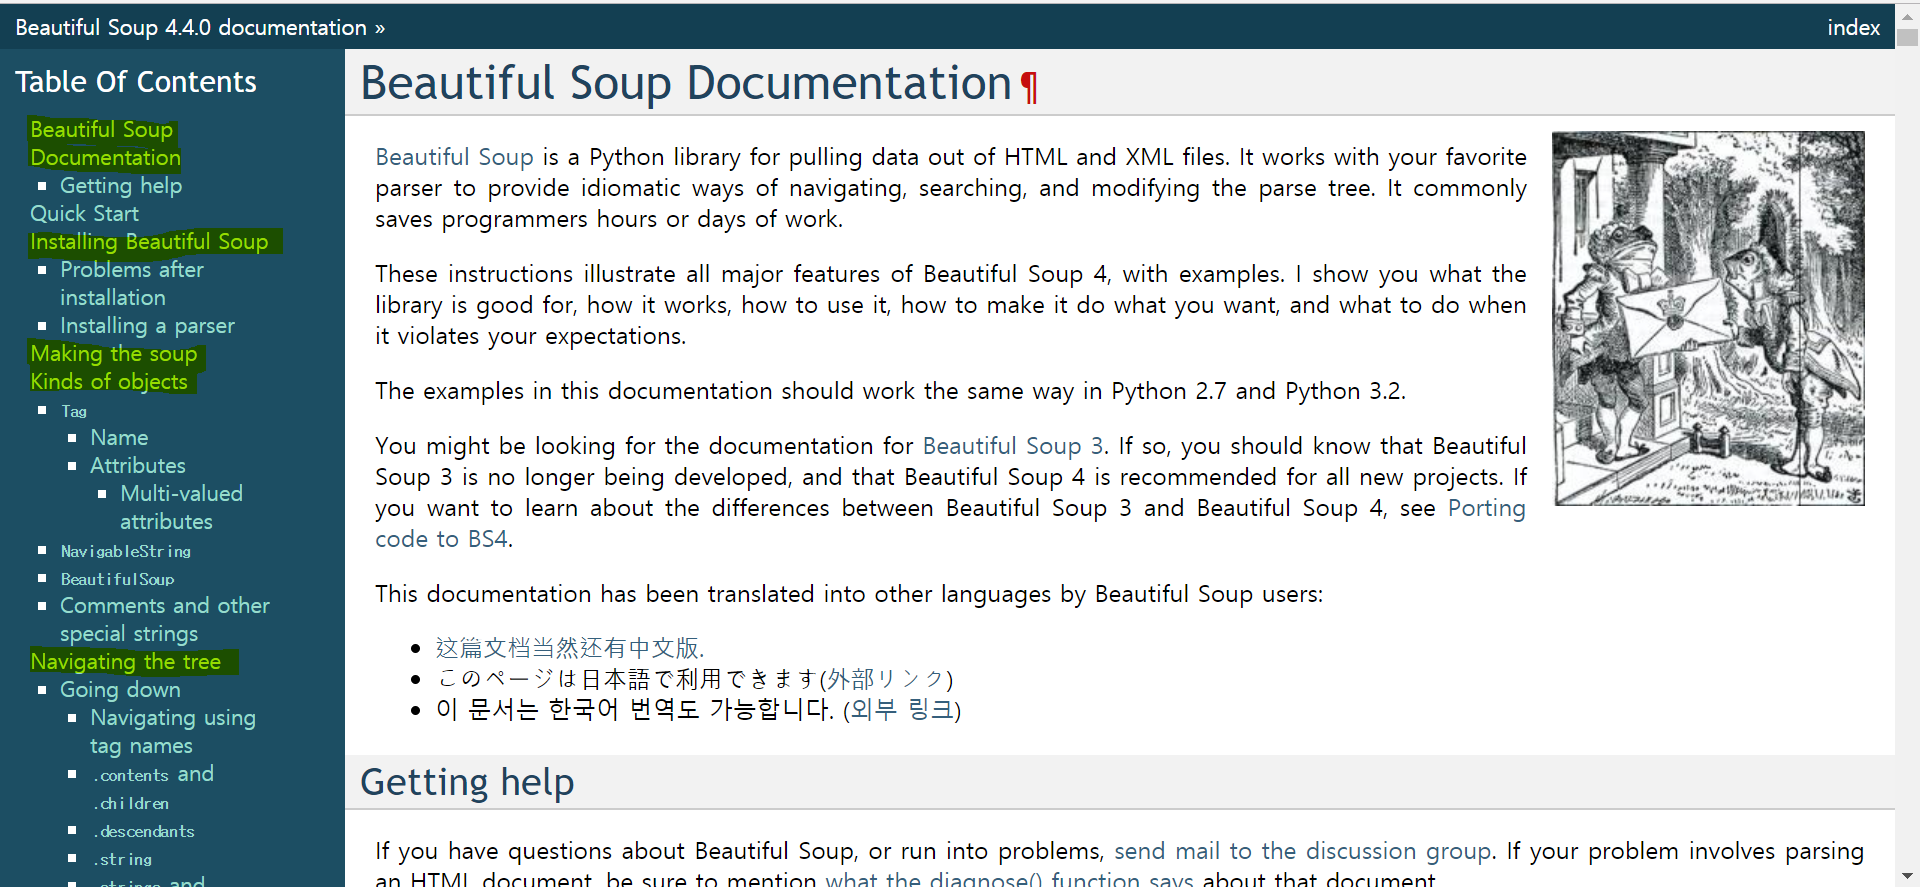 Beautiful Soup 4.4.0 documentation »
index
Table Of Contents
Beautiful Soup
Documentation
Getting help
Quick Start
Installing Beautiful Soup
Problems after
installation
Installing a parser
Making the soup
Kinds of objects
Tag
Name
Attributes
Multi-valued
attributes
NavigableString
BeautifulSoup
Comments and other
special strings
Navigating the tree
Going down
Navigating using
tag names
.contents and
.children
.descendants
.string
.strings and
Beautiful Soup Documentation¶
Beautiful Soup is a Python library for pulling data out of HTML and XML files. It works with your favorite
parser to provide idiomatic ways of navigating, searching, and modifying the parse tree. It commonly
saves programmers hours or days of work.
These instructions illustrate all major features of Beautiful Soup 4, with examples. I show you what the
library is good for, how it works, how to use it, how to make it do what you want, and what to do when
it violates your expectations.
The examples in this documentation should work the same way in Python 2.7 and Python 3.2.
You might be looking for the documentation for Beautiful Soup 3. If so, you should know that Beautiful
Soup 3 is no longer being developed, and that Beautiful Soup 4 is recommended for all new projects. If
you want to learn about the differences between Beautiful Soup 3 and Beautiful Soup 4, see Porting
code to BS4.
This documentation has been translated into other languages by Beautiful Soup users:
这篇文档当然还有中文版.
このページは日本語で利用できます(外部リンク)
이 문서는 한국어 번역도 가능합니다. (외부 링크)
Getting help
If you have questions about Beautiful Soup, or run into problems, send mail to the discussion group. If your problem involves parsing
an HTML document, be sure to mention what the diagnose() function says about that document.